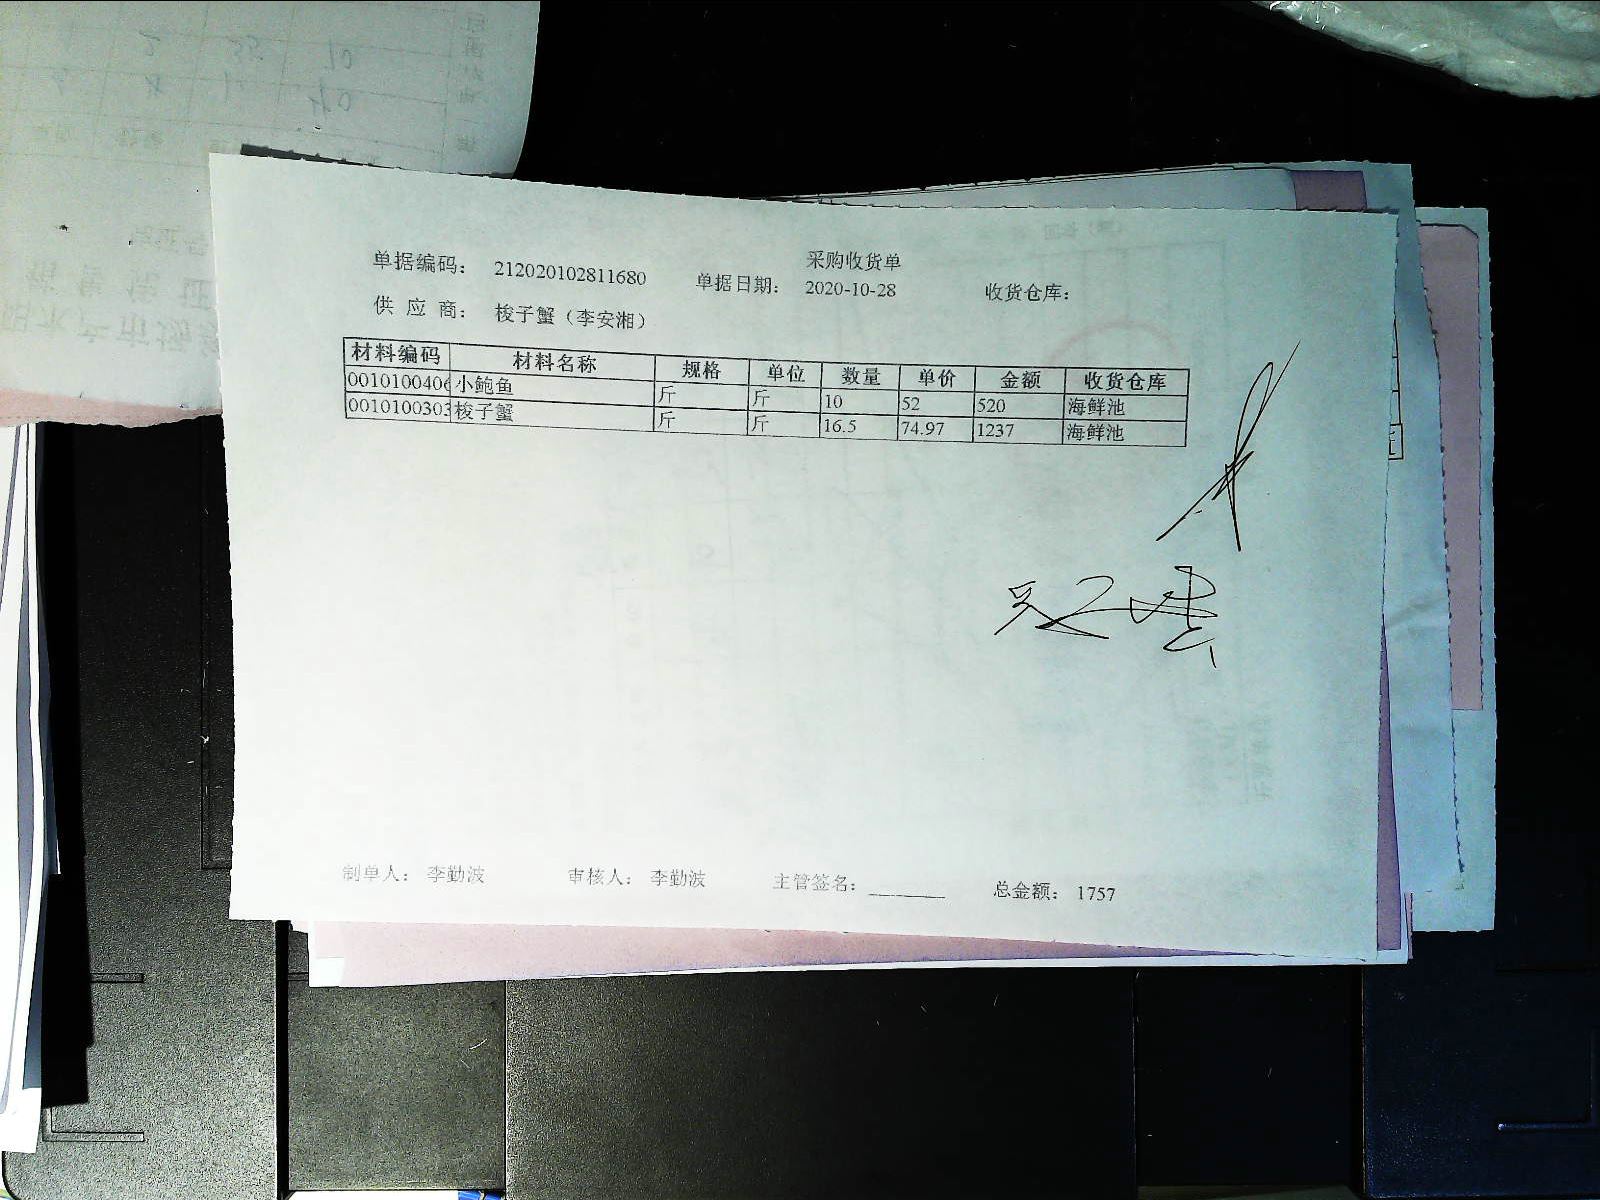 采购收货单
单据编码： 212020102811680 单据日期： 2020-10-28 收货仓库：
供 应 商： 梭子蟹（李安湘）
材料编码 材料名称 规格 单位 数量 单价 金额 收货仓库
0010100406 小鲍鱼 斤 斤 10 52 520 海鲜池
0010100303 梭子蟹 斤 斤 16.5 74.97 1237 海鲜池
制单人： 李勤波 审核人： 李勤波 主管签名： 总金额： 1757